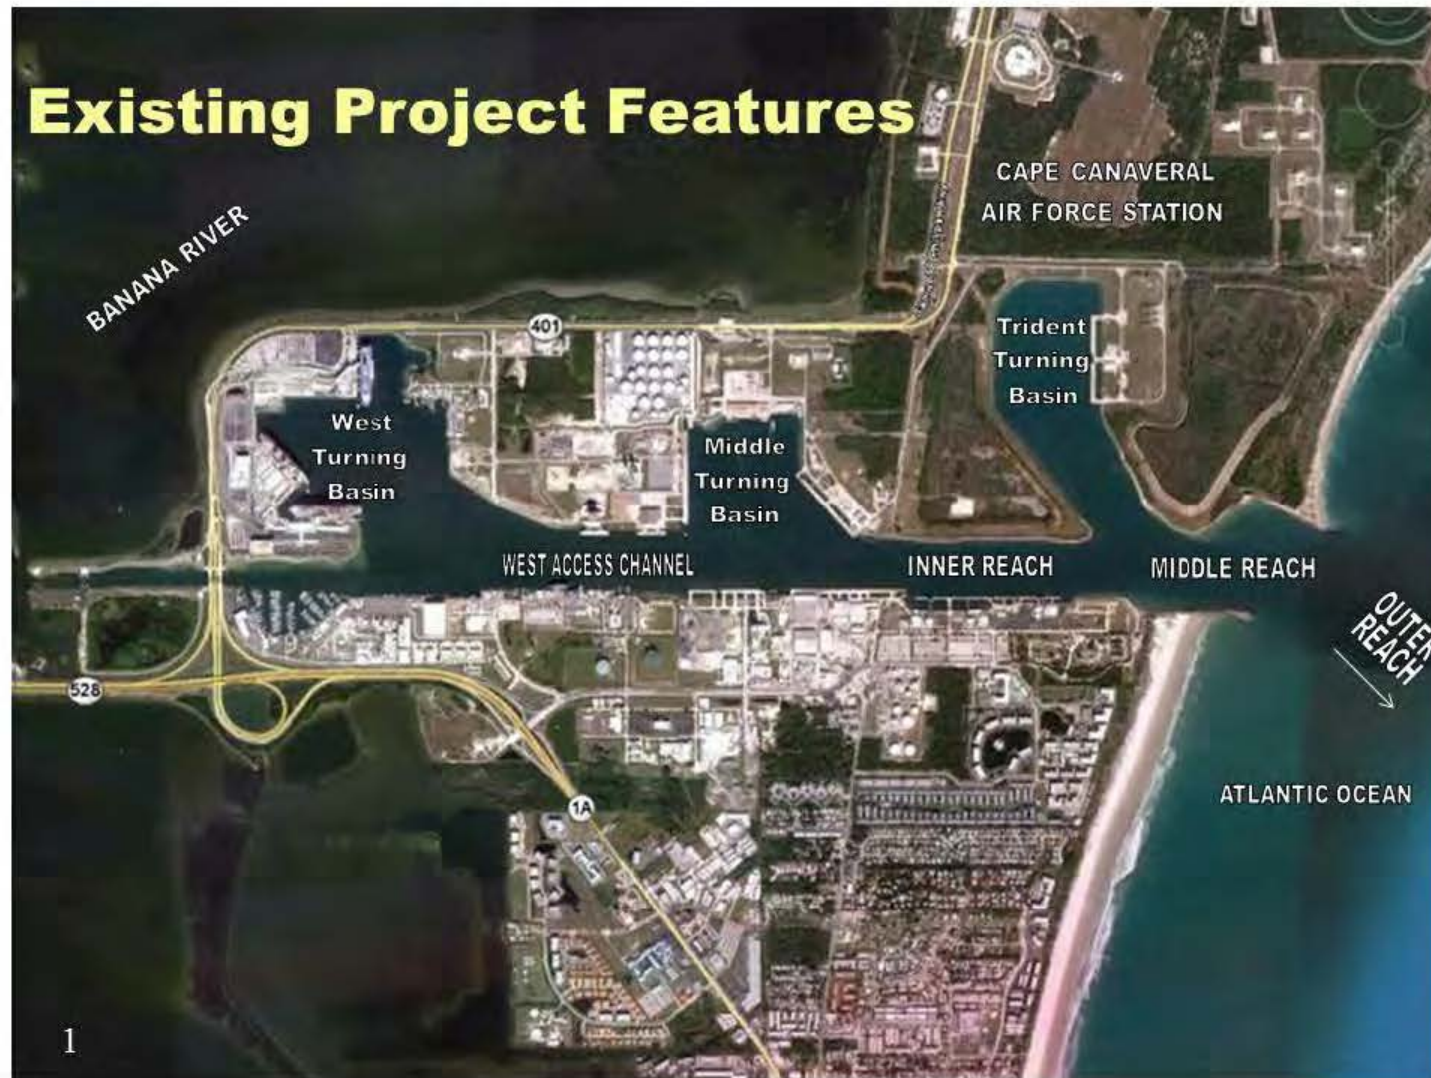 Existing Project Features
CAPE CANAVERAL
AIR FORCE STATION
BANANA RIVER
401
Trident
Turning
Basin
West
Turning
Basin
Middle
Turning
Basin
WEST ACCESS CHANNEL
INNER REACH
MIDDLE REACH
OUTER
REACH
528
ATLANTIC OCEAN
1A
1